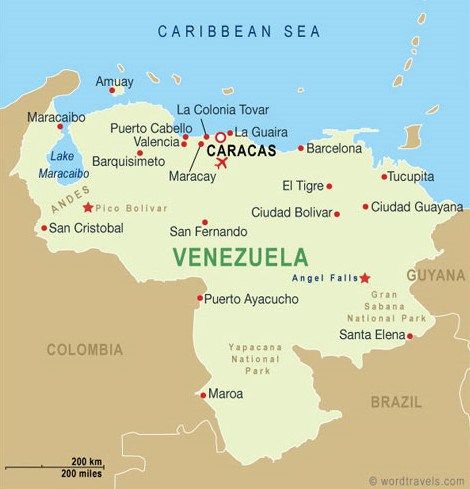 CARIBBEAN SEA
Amuay
La Colonia Tovar
Maracaibo
Puerto Cabello
La Guaira
Valencia
CARACAS
Barcelona
Lake
Maracaibo
Barquisimeto
Maracay
Tucupita
El Tigre
ANDES
Pico Bolivar
Ciudad Bolivar
Ciudad Guayana
San Cristobal
San Fernando
VENEZUELA
Angel Falls
GUYANA
Puerto Ayacucho
Gran
Sabana
National Park
Santa Elena
COLOMBIA
Yapacana
National
Park
Maroa
BRAZIL
200 km
200 miles
© wordtravels.com